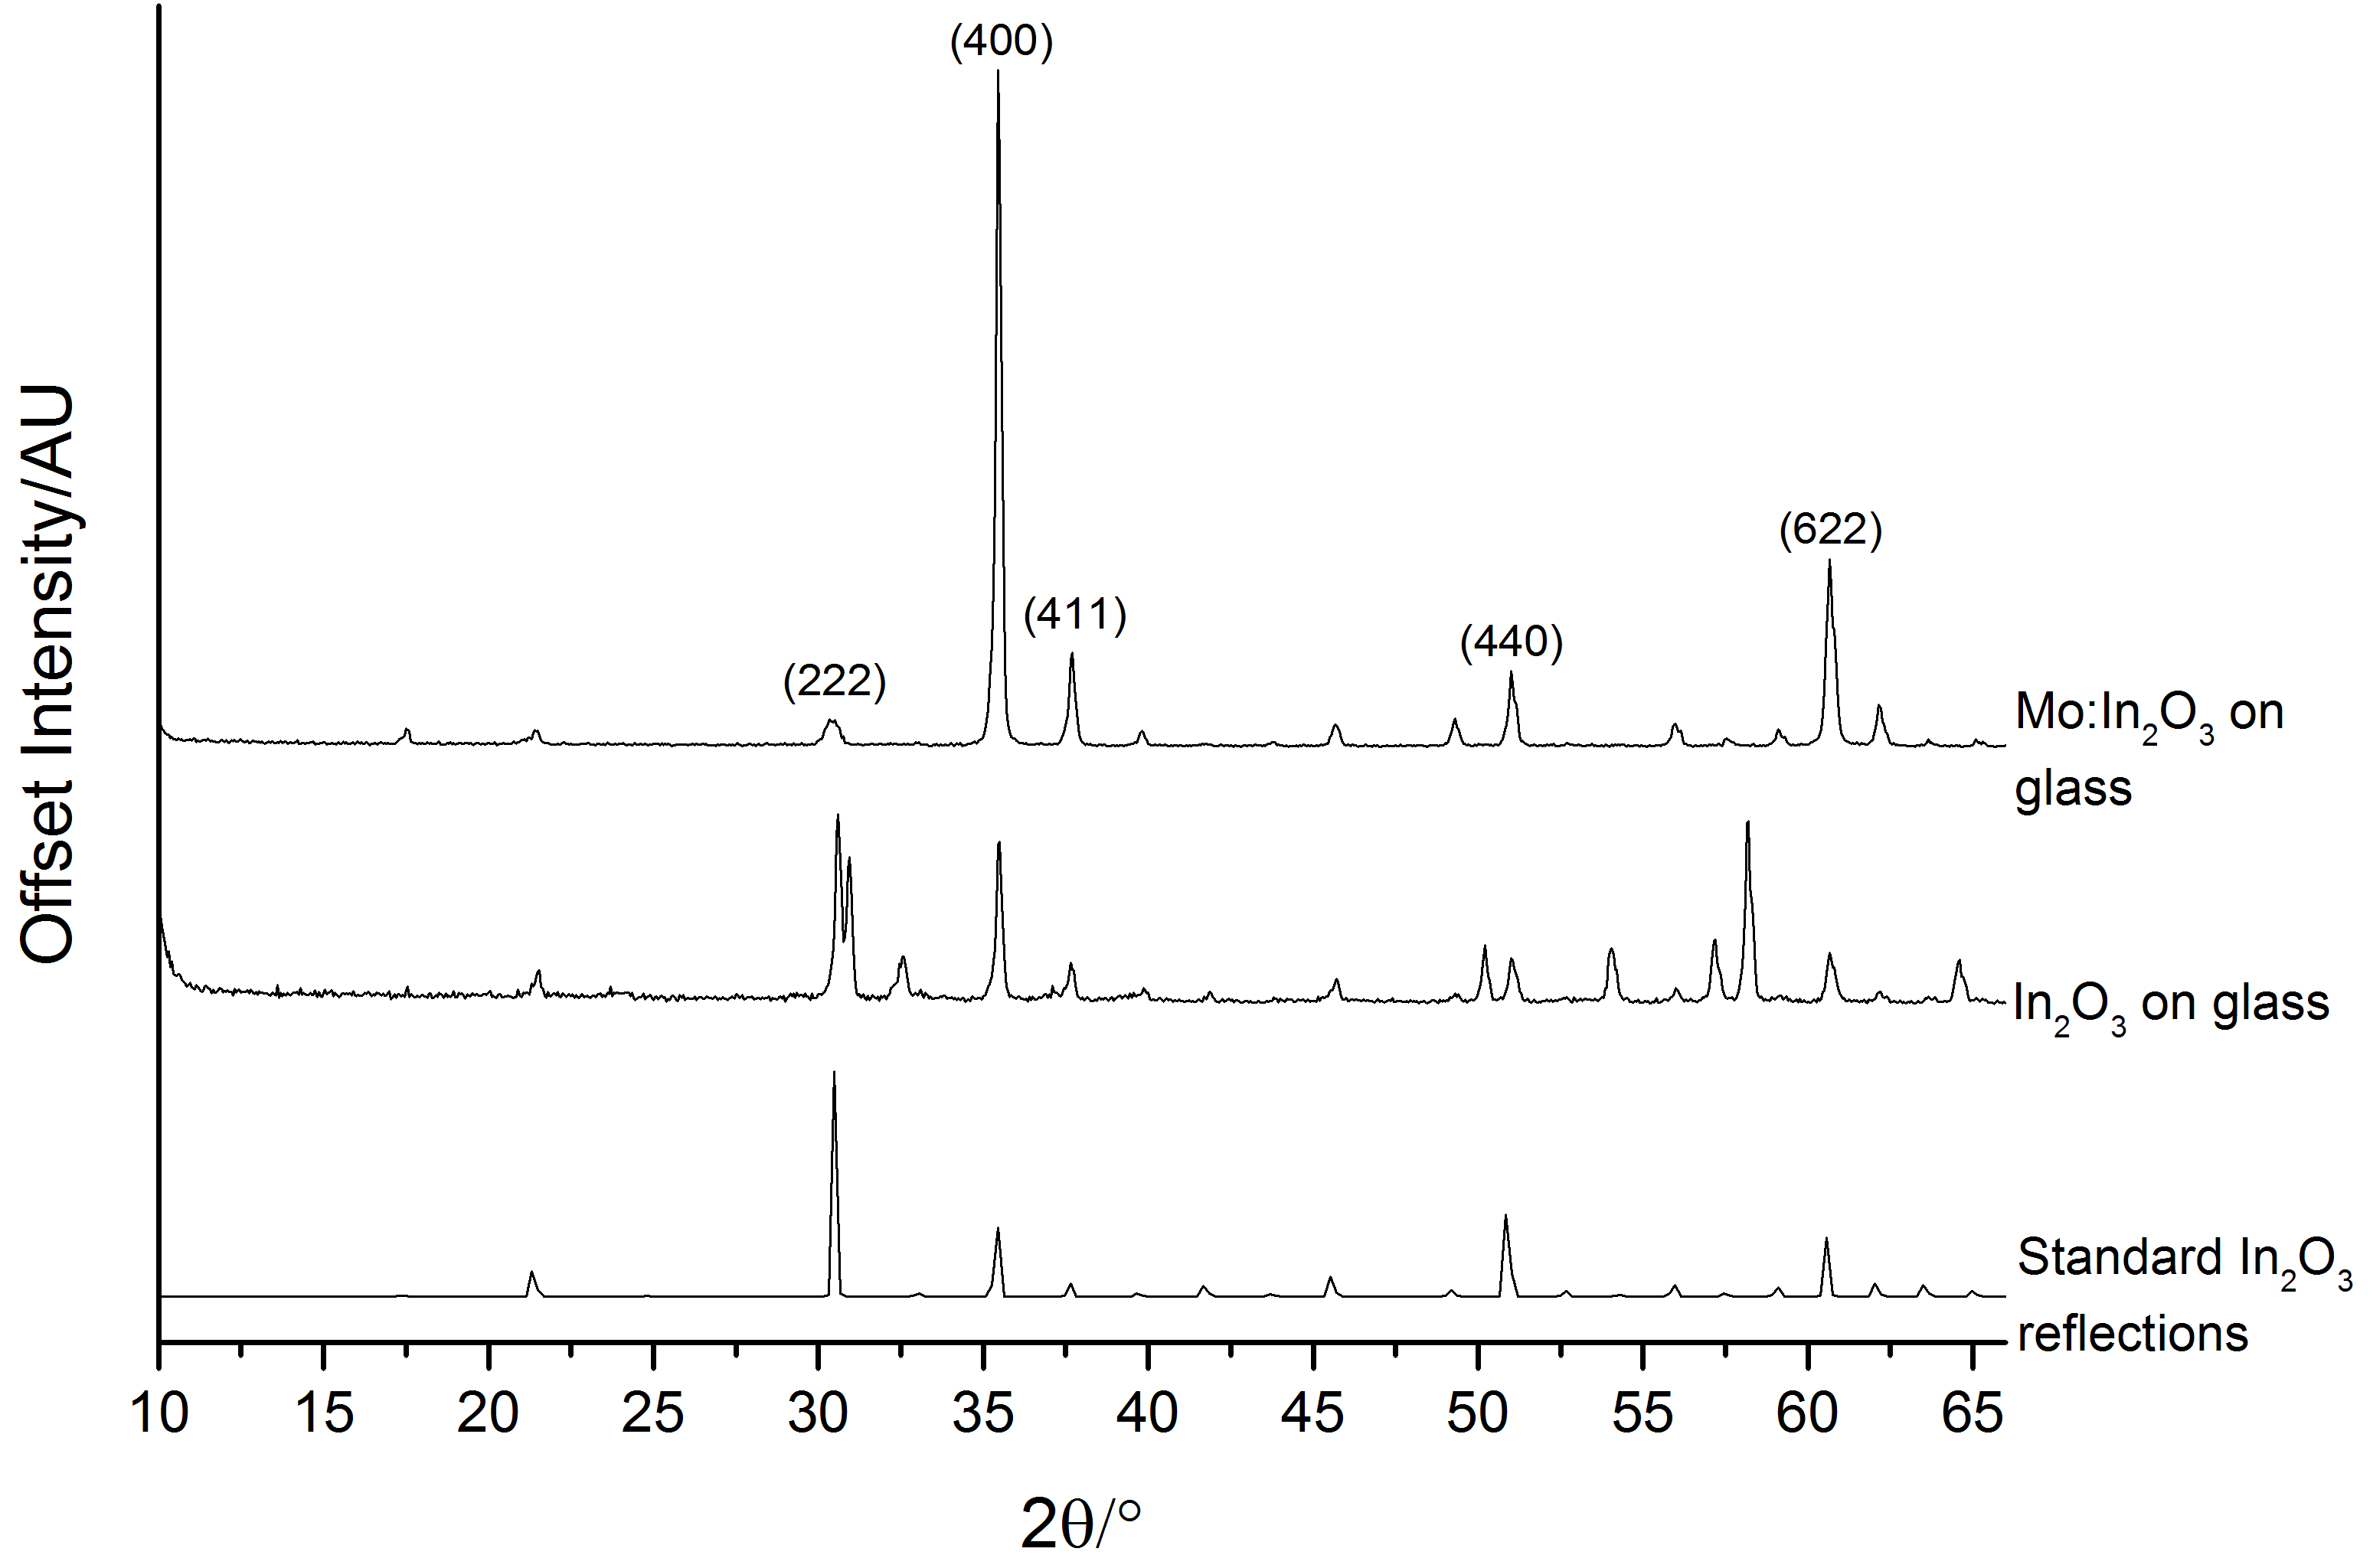 (400)
(622)
(411)
(440)
(222)
Mo:In₂O₃ on
glass
In₂O₃ on glass
Standard In₂O₃
reflections
Offset Intensity/AU
10 15 20 25 30 35 40 45 50 55 60 65
2θ/°